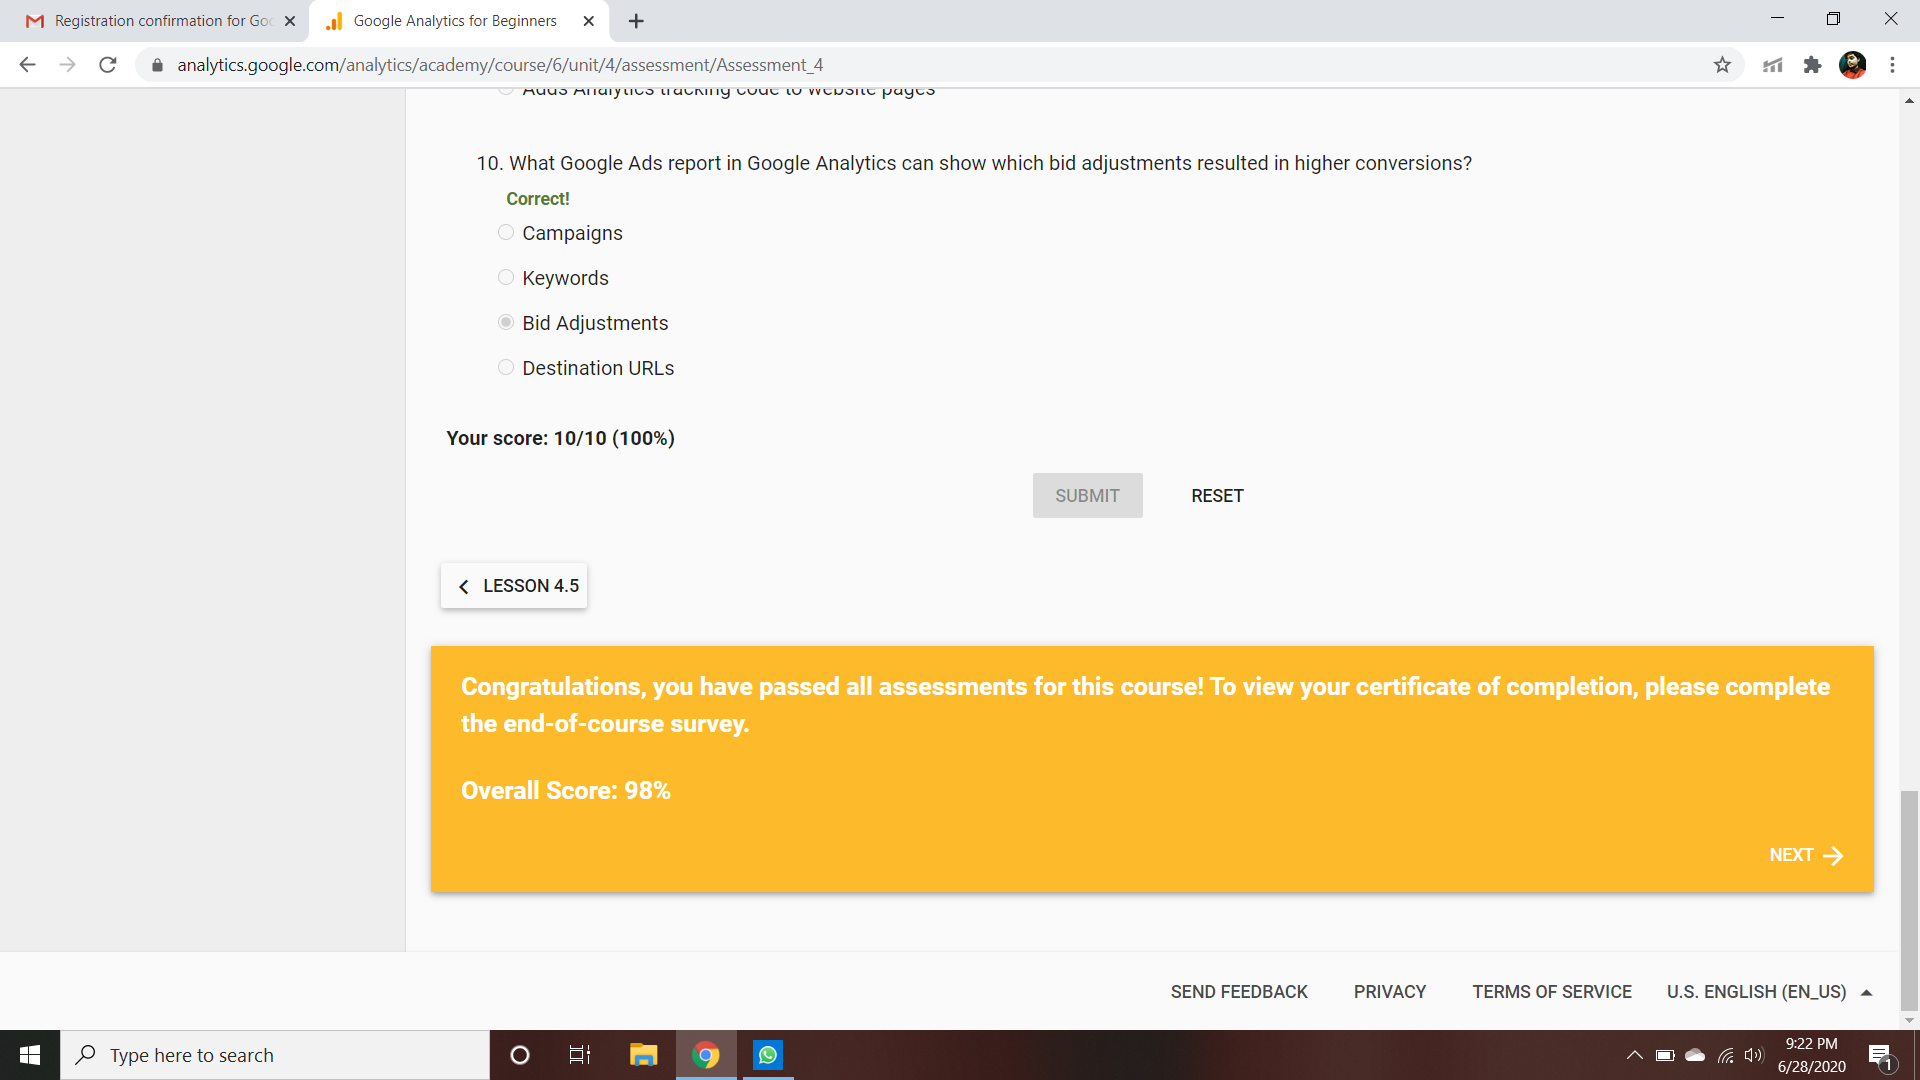 Registration confirmation for Goo
Google Analytics for Beginners
analytics.google.com/analytics/academy/course/6/unit/4/assessment/Assessment_4
Adds Analytics tracking code to website pages
10. What Google Ads report in Google Analytics can show which bid adjustments resulted in higher conversions?
Correct!
Campaigns
Keywords
Bid Adjustments
Destination URLs
Your score: 10/10 (100%)
SUBMIT RESET
LESSON 4.5
Congratulations, you have passed all assessments for this course! To view your certificate of completion, please complete
the end-of-course survey.
Overall Score: 98%
NEXT
SEND FEEDBACK PRIVACY TERMS OF SERVICE U.S. ENGLISH (EN_US)
Type here to search
9:22 PM
6/28/2020
1